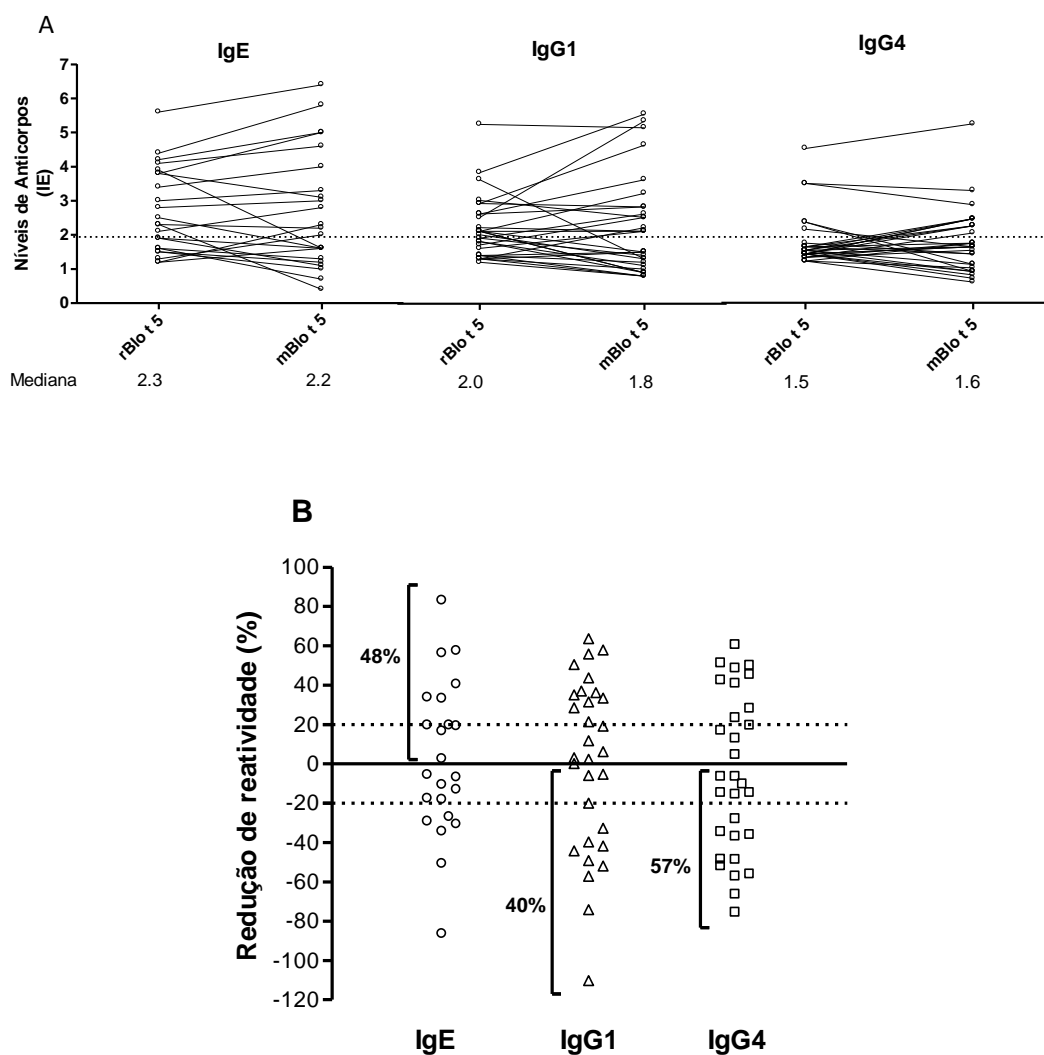 A
IgE
IgG1
IgG4
Níveis de Anticorpos
(IE)
7
6
5
4
3
2
1
0
rBlo t 5
mBlo t 5
rBlo t 5
mBlo t 5
rBlo t 5
mBlo t 5
Mediana 2.3 2.2 2.0 1.8 1.5 1.6
B
Redução de reatividade (%)
100
80
60
40
20
0
-20
-40
-60
-80
-100
-120
48%
40%
57%
IgE IgG1 IgG4